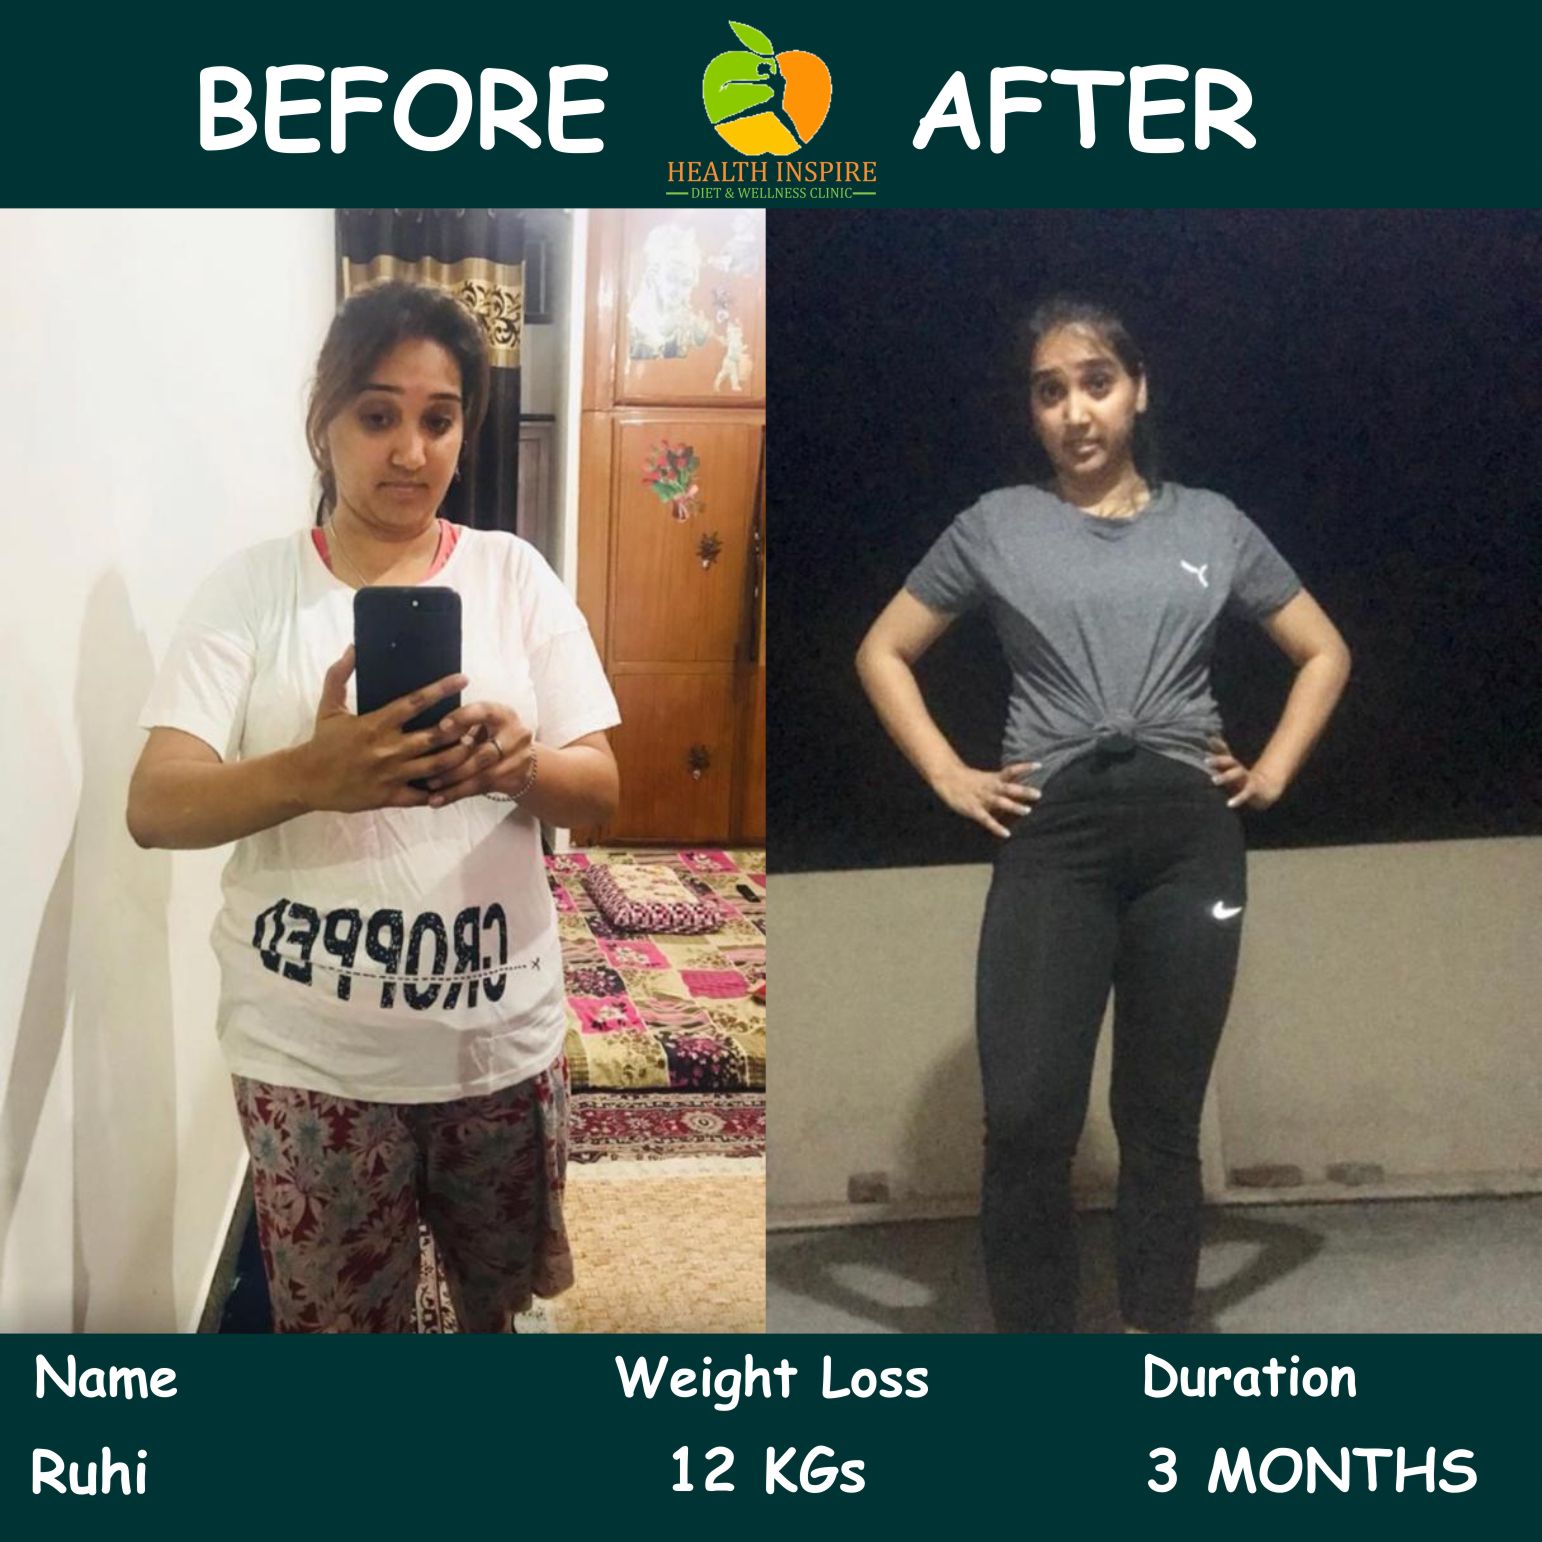 BEFORE
AFTER
HEALTH INSPIRE
DIET & WELLNESS CLINIC
CROPPED
Name
Weight Loss
Duration
Ruhi
12 KGs
3 MONTHS